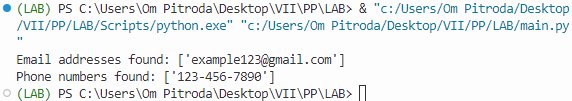 (LAB) PS C:\Users\Om Pitroda\Desktop\VII\PP\LAB> & "c:/Users/Om Pitroda/Desktop
/VII/PP/LAB/Scripts/python.exe" "c:/Users/Om Pitroda/Desktop/VII/PP/LAB/main.py
"
Email addresses found: ['example123@gmail.com']
Phone numbers found: ['123-456-7890']
(LAB) PS C:\Users\Om Pitroda\Desktop\VII\PP\LAB>